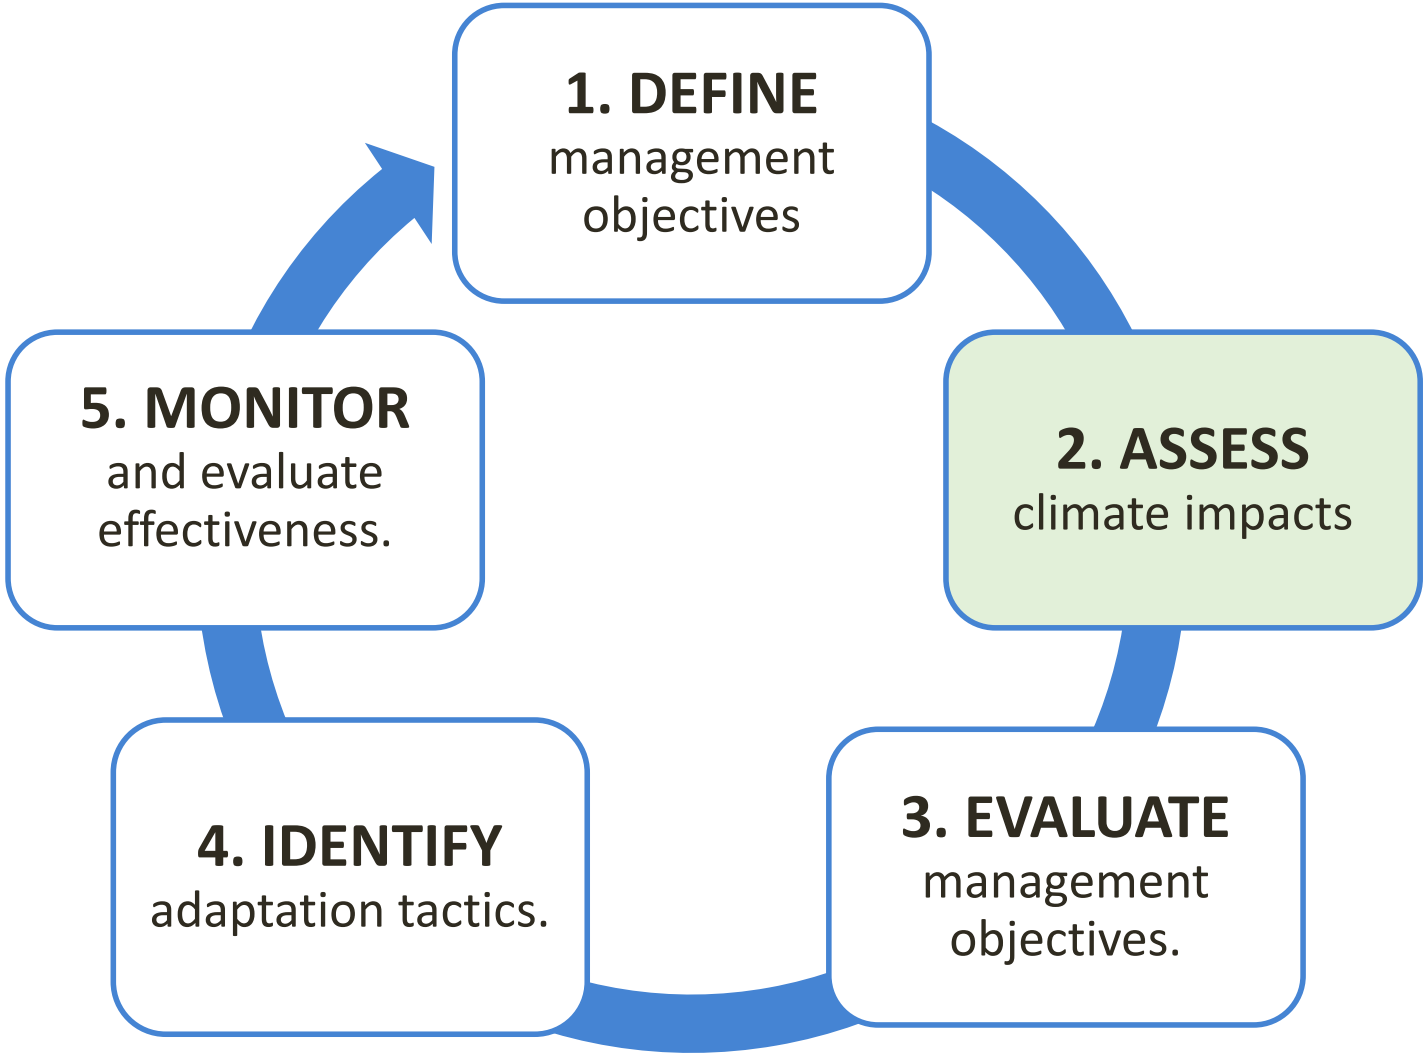 1. DEFINE
management
objectives
2. ASSESS
climate impacts
3. EVALUATE
management
objectives.
4. IDENTIFY
adaptation tactics.
5. MONITOR
and evaluate
effectiveness.